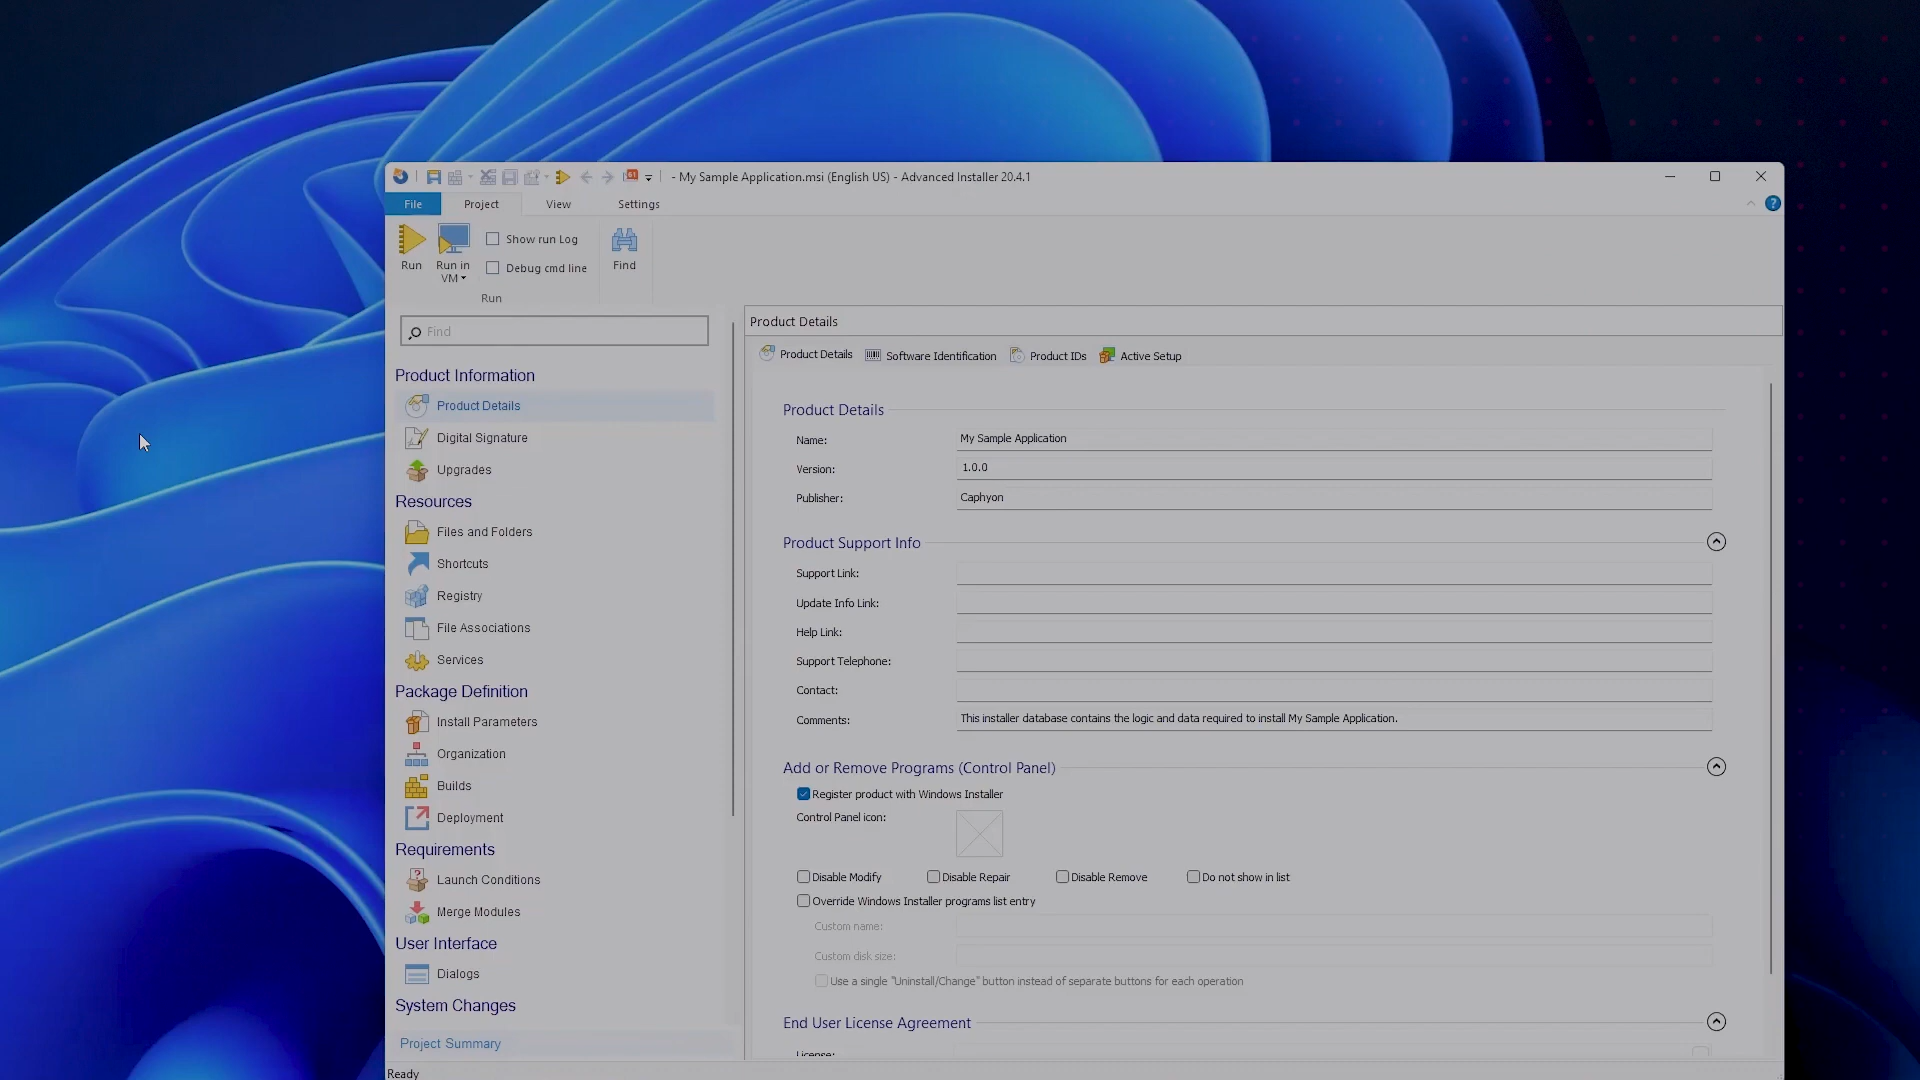 61
- My Sample Application.msi (English US) - Advanced Installer 20.4.1
File
Project
View
Settings
?
Run
Run in VM
Show run Log
Debug cmd line
Find
Run
Find
Product Information
Product Details
Digital Signature
Upgrades
Resources
Files and Folders
Shortcuts
Registry
File Associations
Services
Package Definition
Install Parameters
Organization
Builds
Deployment
Requirements
Launch Conditions
Merge Modules
User Interface
Dialogs
System Changes
Project Summary
Ready
Product Details
Product Details
Software Identification
Product IDs
Active Setup
Product Details
Name: My Sample Application
Version: 1.0.0
Publisher: Caphyon
Product Support Info
Support Link:
Update Info Link:
Help Link:
Support Telephone:
Contact:
Comments: This installer database contains the logic and data required to install My Sample Application.
Add or Remove Programs (Control Panel)
Register product with Windows Installer
Control Panel icon:
Disable Modify
Disable Repair
Disable Remove
Do not show in list
Override Windows Installer programs list entry
Custom name:
Custom disk size:
Use a single "Uninstall/Change" button instead of separate buttons for each operation
End User License Agreement
License: